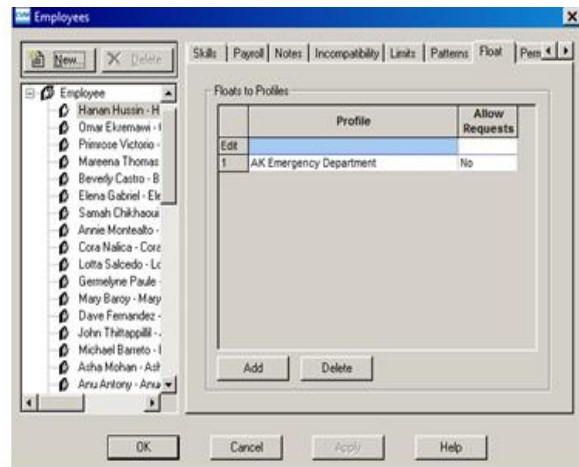 Employees
New...
Delete
Skills
Payroll
Notes
Incompatibility
Limits
Patterns
Float
Employee
Hanan Hussin - H
Omar Ekremawi -
Primrose Victorio -
Mareena Thomas
Beverly Castro - B
Elena Gabriel - Ele
Samah Chikhaoui
Annie Montealto -
Cora Nalica - Cora
Lotta Salcedo - Lo
Germelyne Paule -
Mary Baroy - Mary
Dave Fernandez -
John Thittappillil -
Michael Barreto -
Asha Mohan - Ash
Anu Antony - Anu
Floats to Profiles
Profile
Allow
Requests
Edit
1
AK Emergency Department
No
Add
Delete
OK
Cancel
Apply
Help